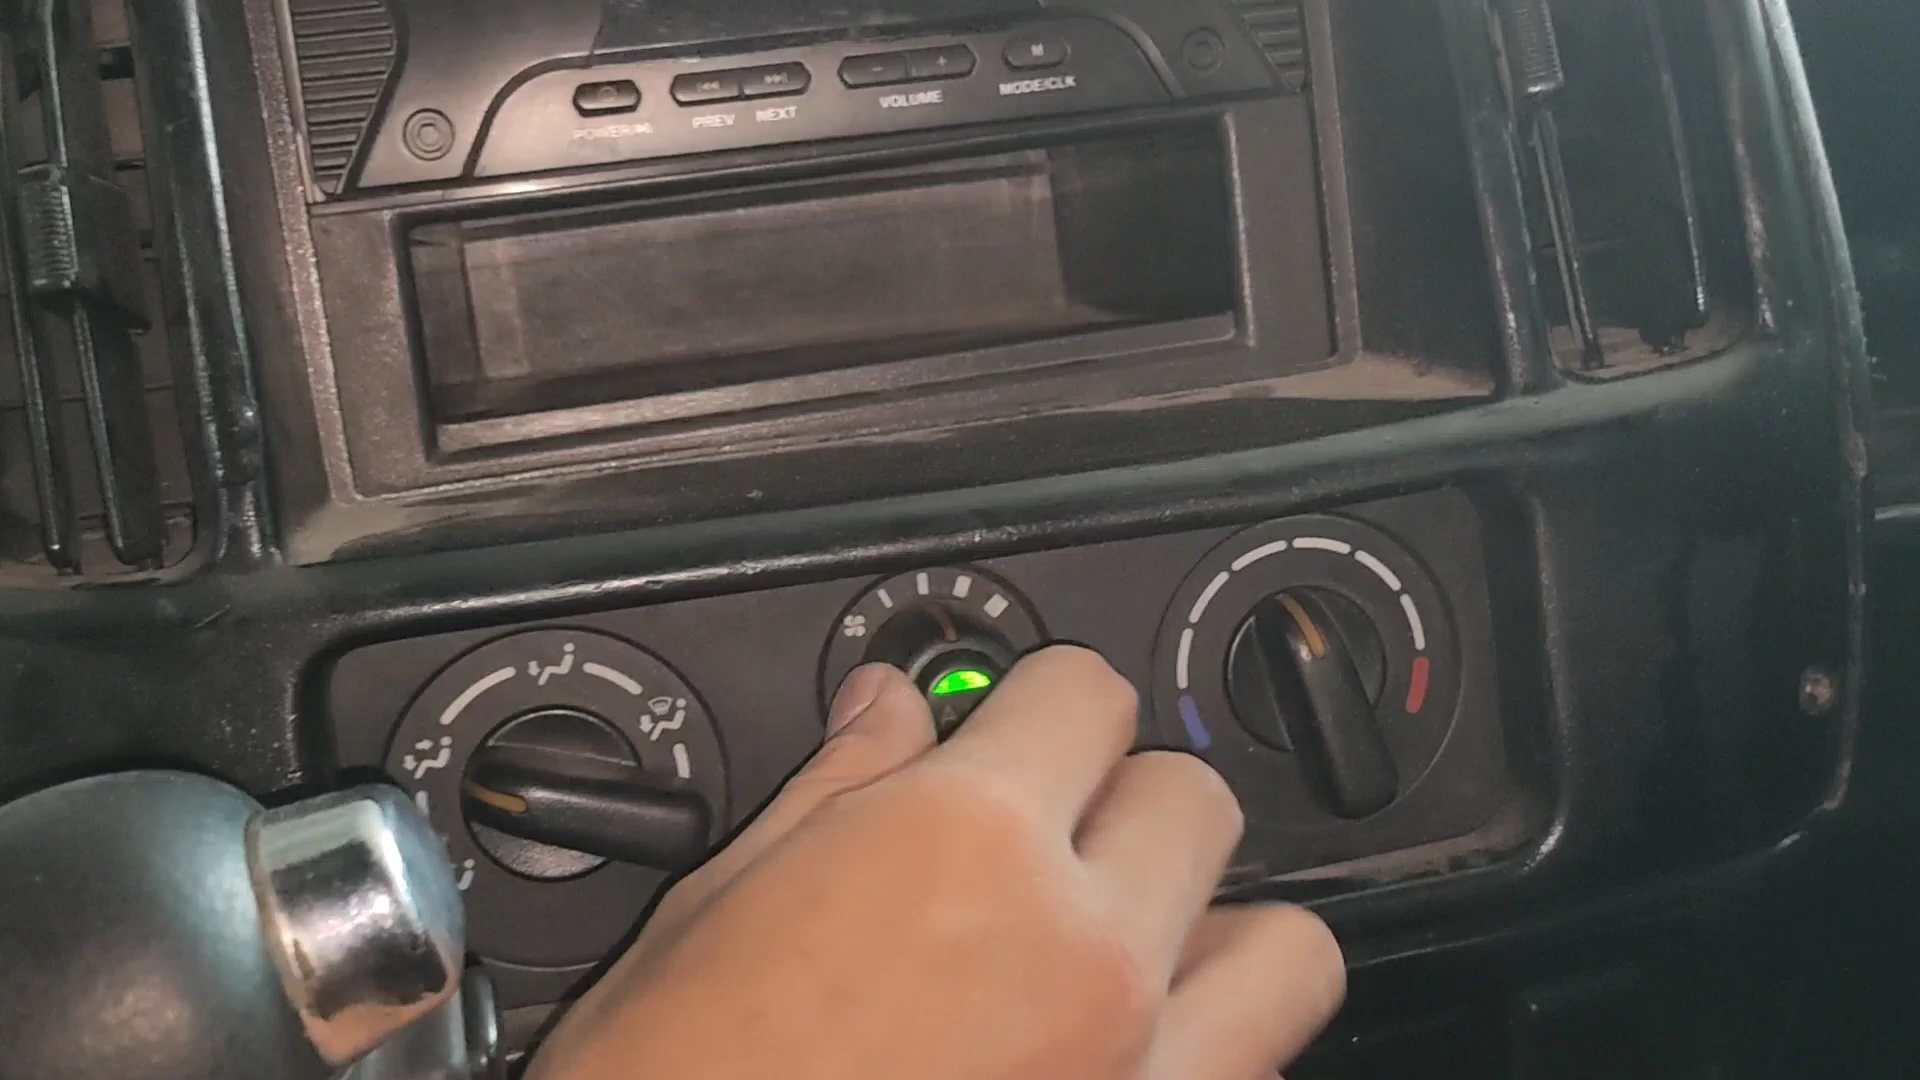 POWER/
PREV
NEXT
VOLUME
MODE/CLK
M
- +